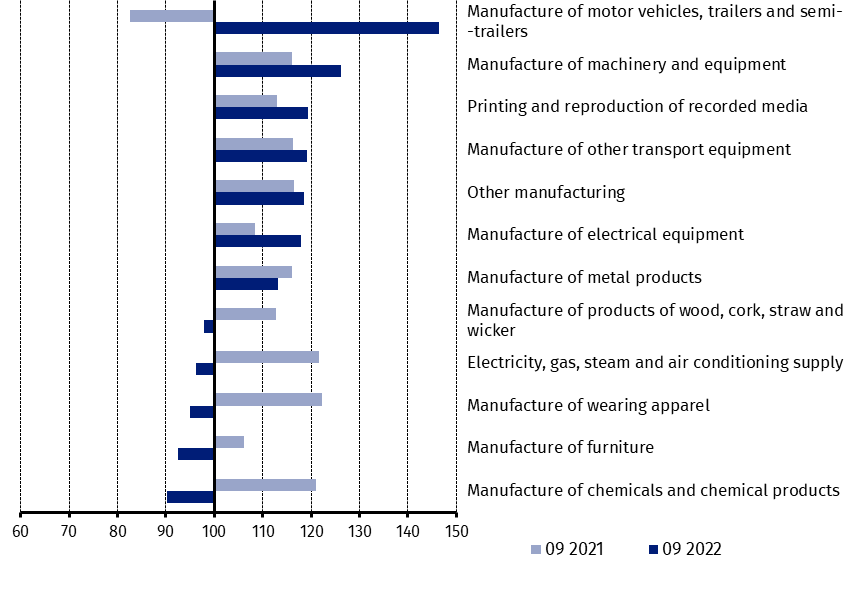 Manufacture of motor vehicles, trailers and semi-
-trailers
Manufacture of machinery and equipment
Printing and reproduction of recorded media
Manufacture of other transport equipment
Other manufacturing
Manufacture of electrical equipment
Manufacture of metal products
Manufacture of products of wood, cork, straw and
wicker
Electricity, gas, steam and air conditioning supply
Manufacture of wearing apparel
Manufacture of furniture
Manufacture of chemicals and chemical products
60 70 80 90 100 110 120 130 140 150
09 2021 09 2022